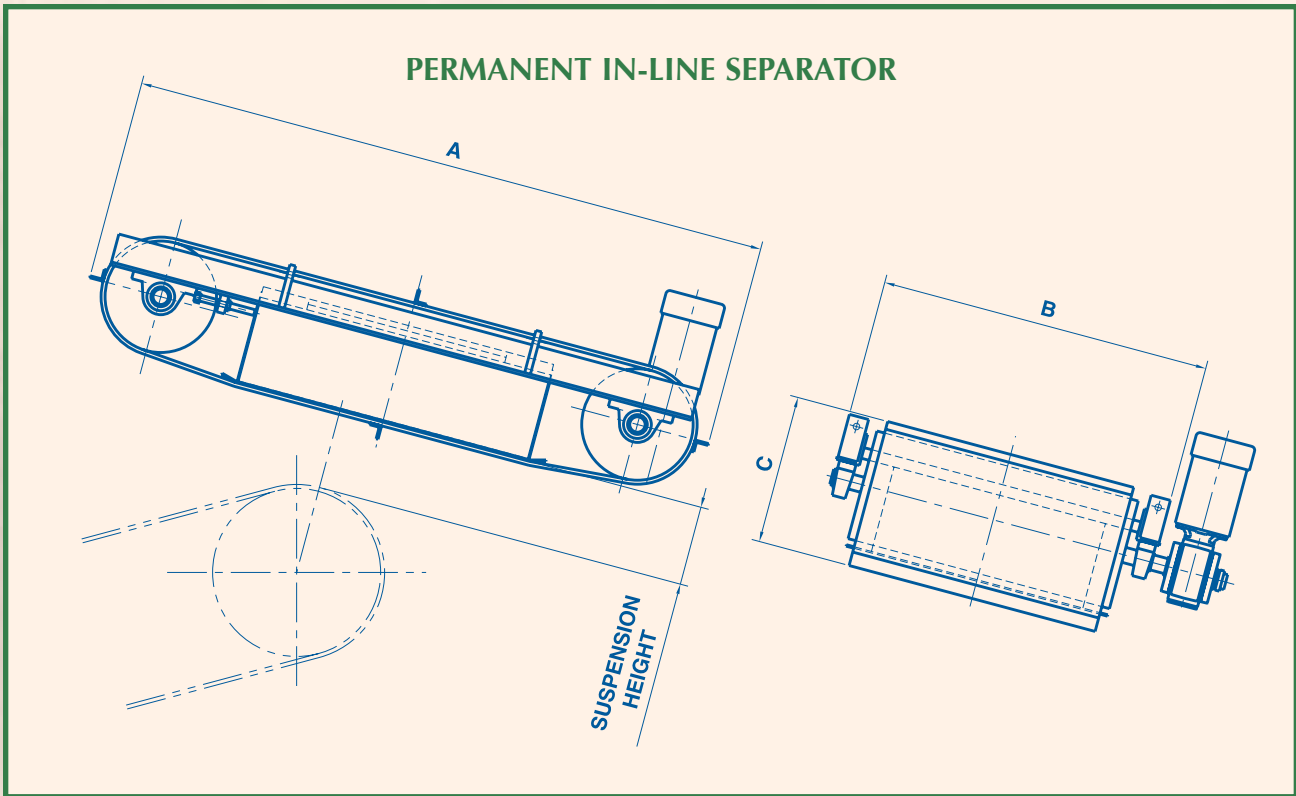 PERMANENT IN-LINE SEPARATOR
A
B
C
SUSPENSION
HEIGHT